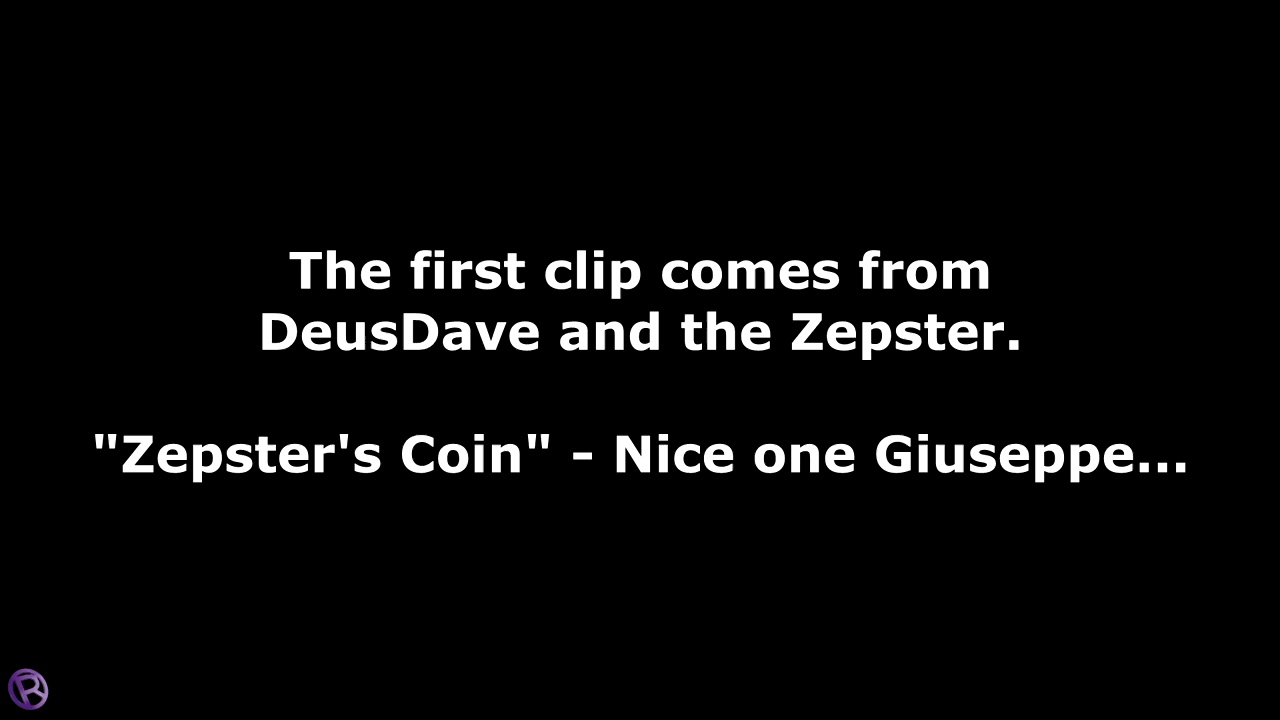 The first clip comes from
DeusDave and the Zepster.
"Zepster's Coin" - Nice one Giuseppe...
R